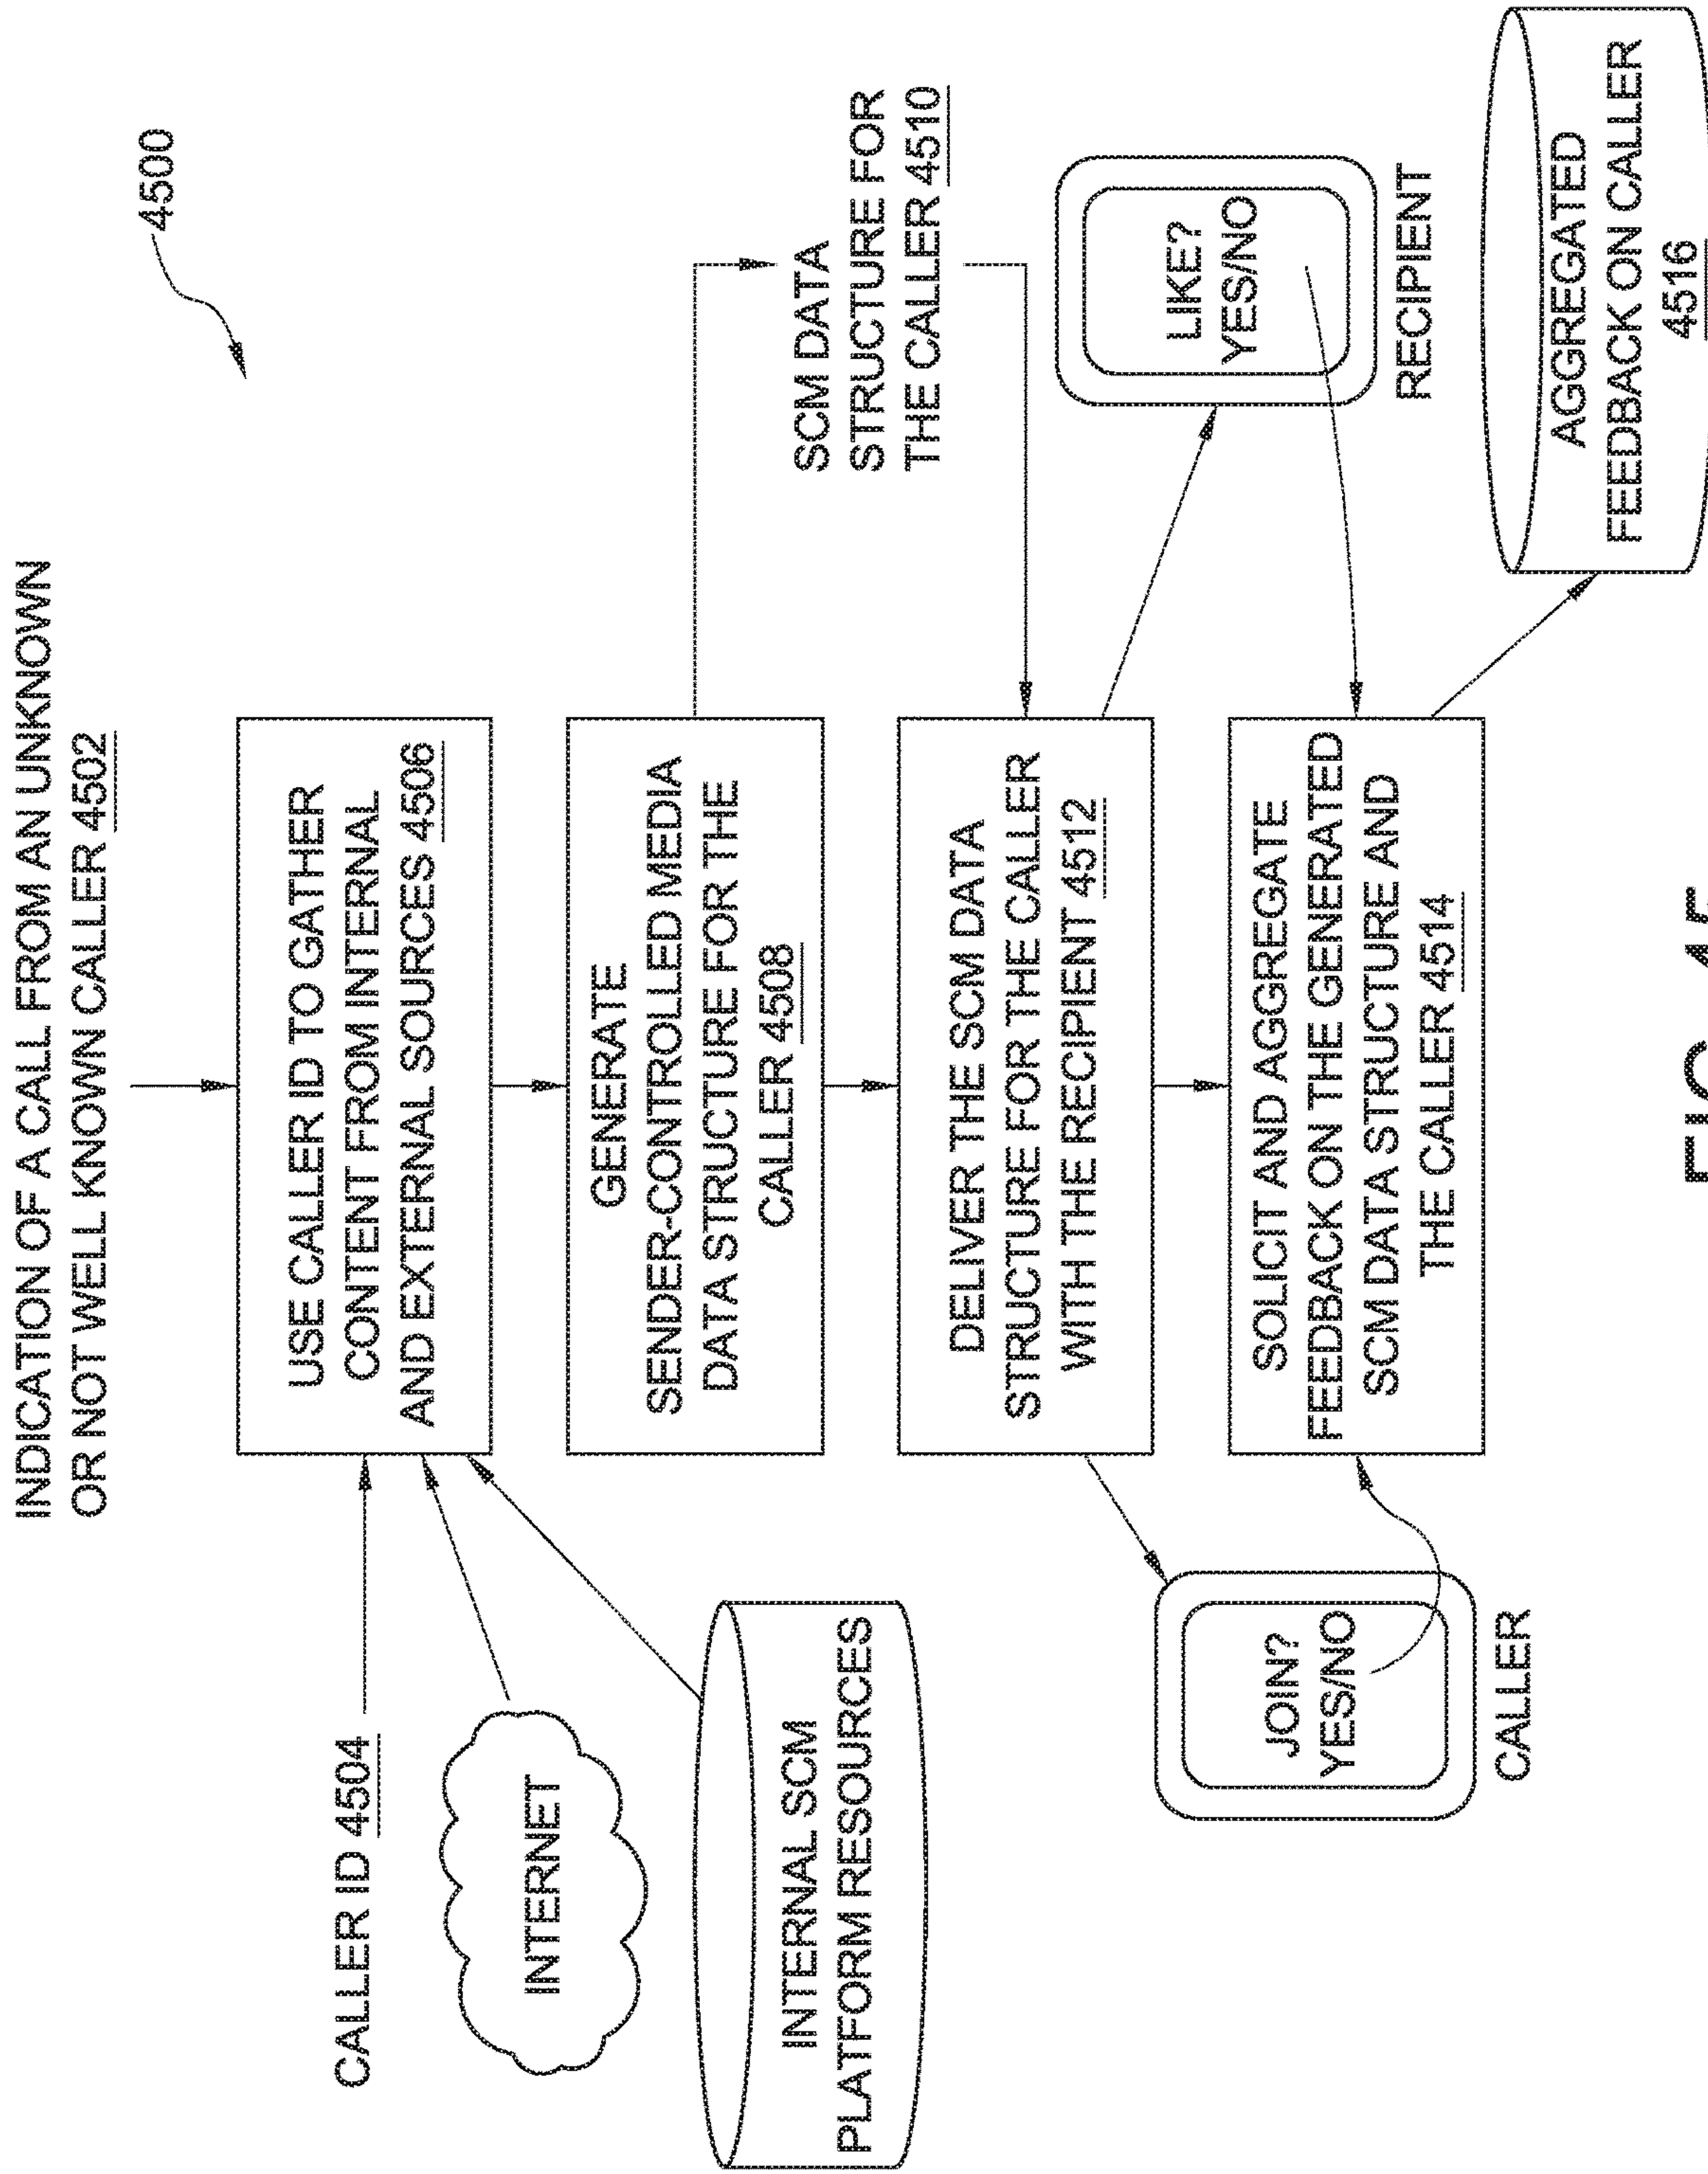 4500
INDICATION OF A CALL FROM AN UNKNOWN
OR NOT WELL KNOWN CALLER 4502
CALLER ID 4504
INTERNET
INTERNAL SCM
PLATFORM RESOURCES
USE CALLER ID TO GATHER
CONTENT FROM INTERNAL
AND EXTERNAL SOURCES 4506
GENERATE
SENDER-CONTROLLED MEDIA
DATA STRUCTURE FOR THE
CALLER 4508
SCM DATA
STRUCTURE FOR
THE CALLER 4510
DELIVER THE SCM DATA
STRUCTURE FOR THE CALLER
WITH THE RECIPIENT 4512
JOIN?
YES/NO
CALLER
LIKE?
YES/NO
RECIPIENT
SOLICIT AND AGGREGATE
FEEDBACK ON THE GENERATED
SCM DATA STRUCTURE AND
THE CALLER 4514
AGGREGATED
FEEDBACK ON CALLER
4516